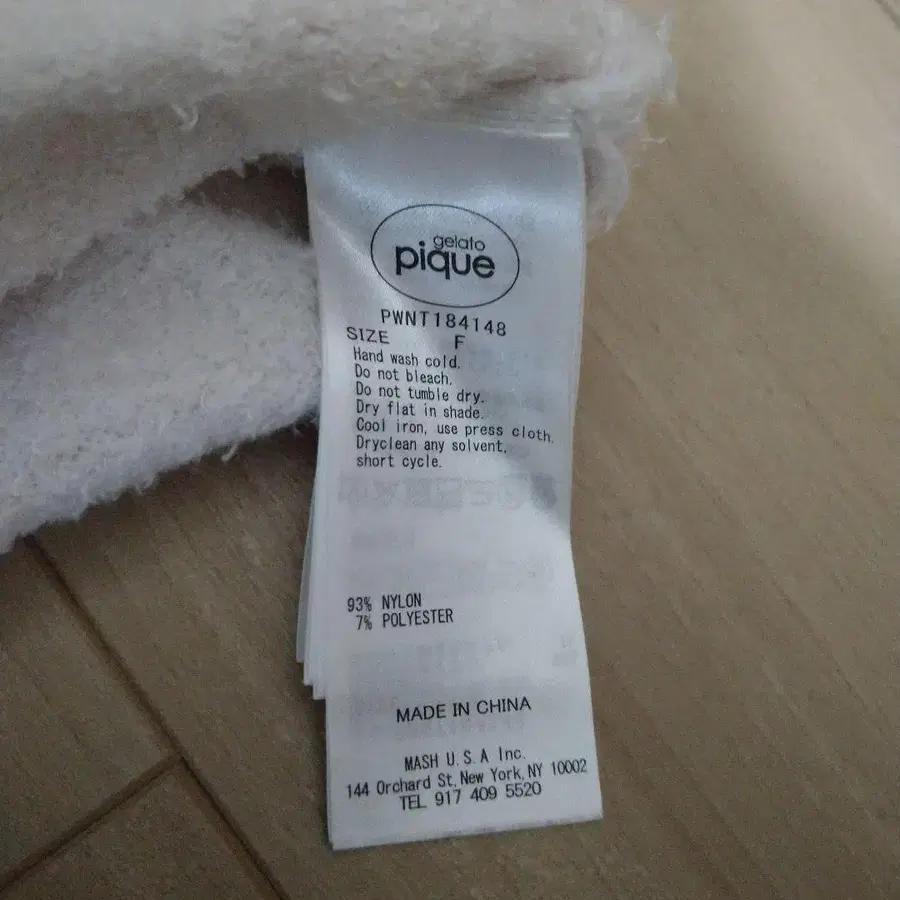 gelato
pique
PWNT184148
SIZE F
Hand wash cold.
Do not bleach.
Do not tumble dry.
Dry flat in shade.
Cool iron, use press cloth.
Dryclean any solvent,
short cycle.
93% NYLON
7% POLYESTER
MADE IN CHINA
MASH U.S.A Inc.
144 Orchard St, New York, NY 10002
TEL 917 409 5520